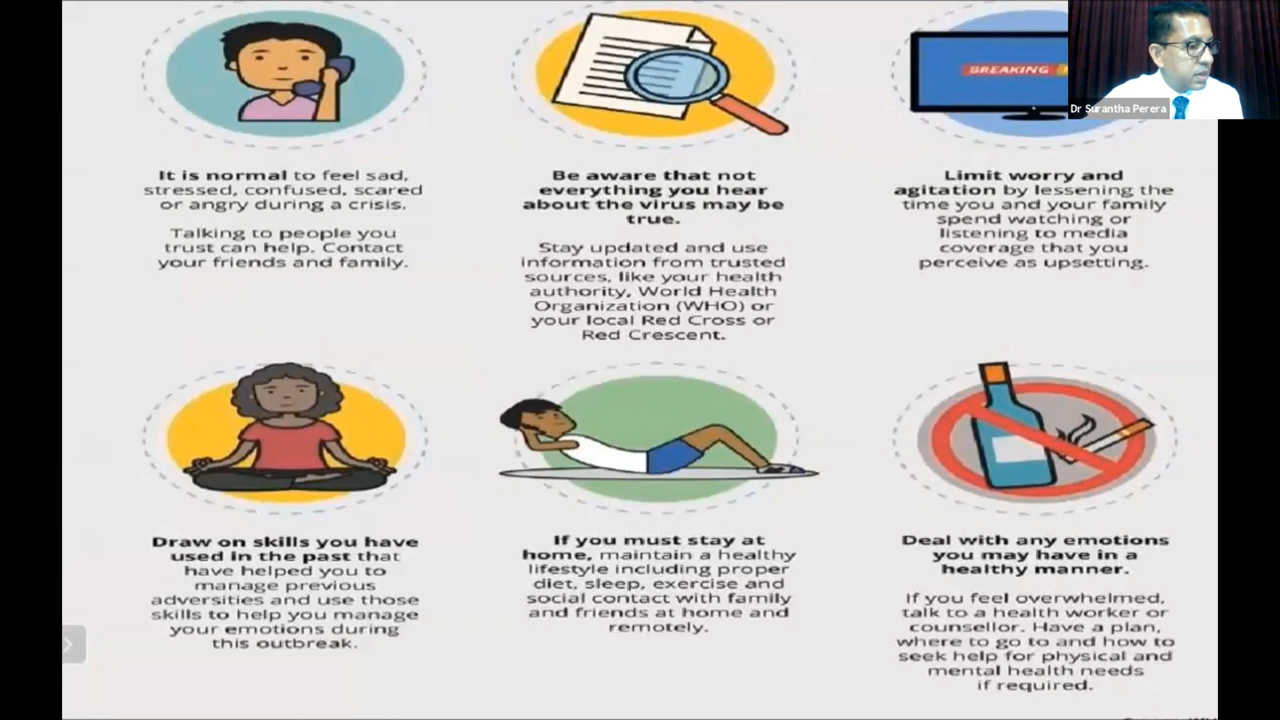 BREAKING
Dr Surantha Perera
It is normal to feel sad,
stressed, confused, scared
or angry during a crisis.
Talking to people you
trust can help. Contact
your friends and family.
Be aware that not
everything you hear
about the virus may be
true.
Stay updated and use
information from trusted
sources, like your health
authority, World Health
Organization (WHO) or
your local Red Cross or
Red Crescent.
Limit worry and
agitation by lessening the
time you and your family
spend watching or
listening to media
coverage that you
perceive as upsetting.
Draw on skills you have
used in the past that
have helped you to
manage previous
adversities and use those
skills to help you manage
your emotions during
this outbreak.
If you must stay at
home, maintain a healthy
lifestyle including proper
diet, sleep, exercise and
social contact with family
and friends at home and
remotely.
Deal with any emotions
you may have in a
healthy manner.
If you feel overwhelmed,
talk to a health worker or
counsellor. Have a plan,
where to go to and how to
seek help for physical and
mental health needs
if required.